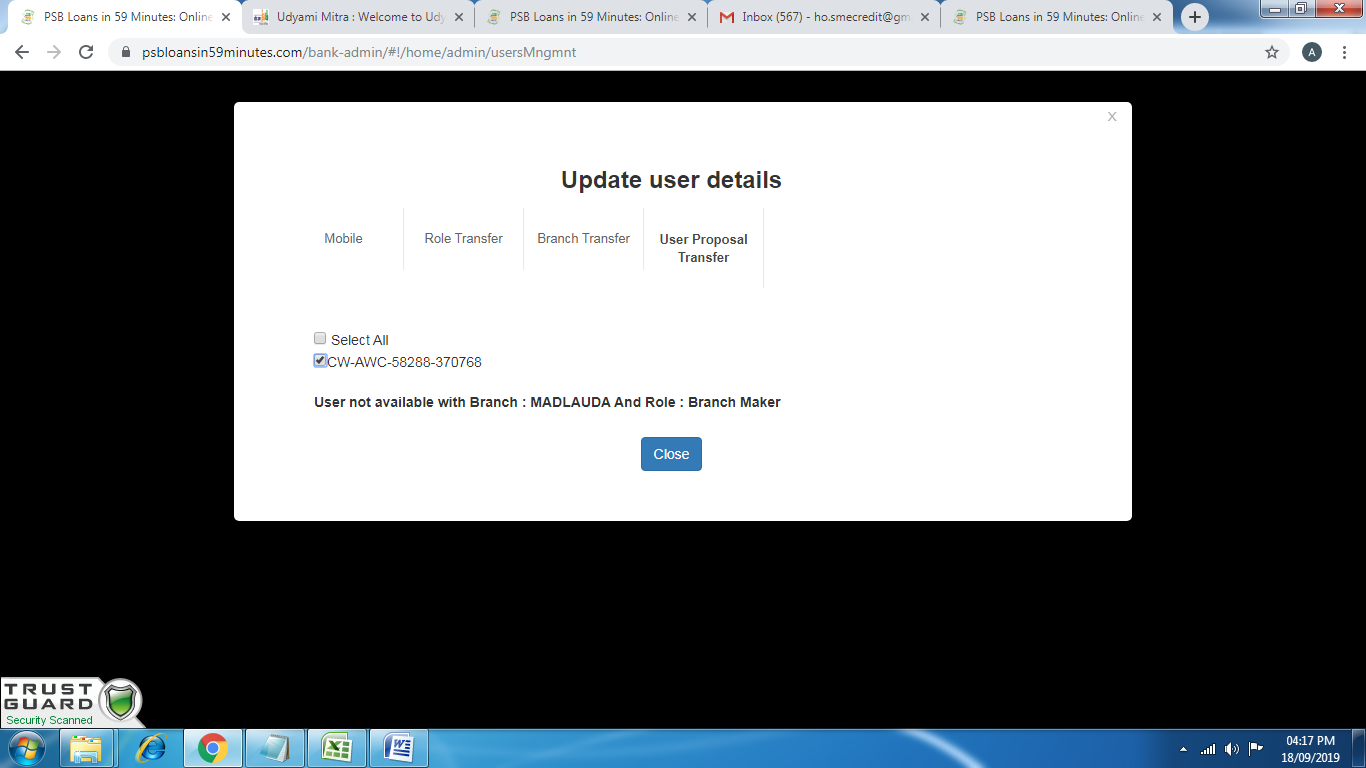 PSB Loans in 59 Minutes: Online
Udyami Mitra : Welcome to Udy
PSB Loans in 59 Minutes: Online
Inbox (567) - ho.smecredit@gm
PSB Loans in 59 Minutes: Online
psbloansin59minutes.com/bank-admin/#!/home/admin/usersMngmnt
A
X
Update user details
Mobile
Role Transfer
Branch Transfer
User Proposal
Transfer
Select All
CW-AWC-58288-370768
User not available with Branch : MADLAUDA And Role : Branch Maker
Close
TRUST
GUARD
Security Scanned
04:17 PM
18/09/2019